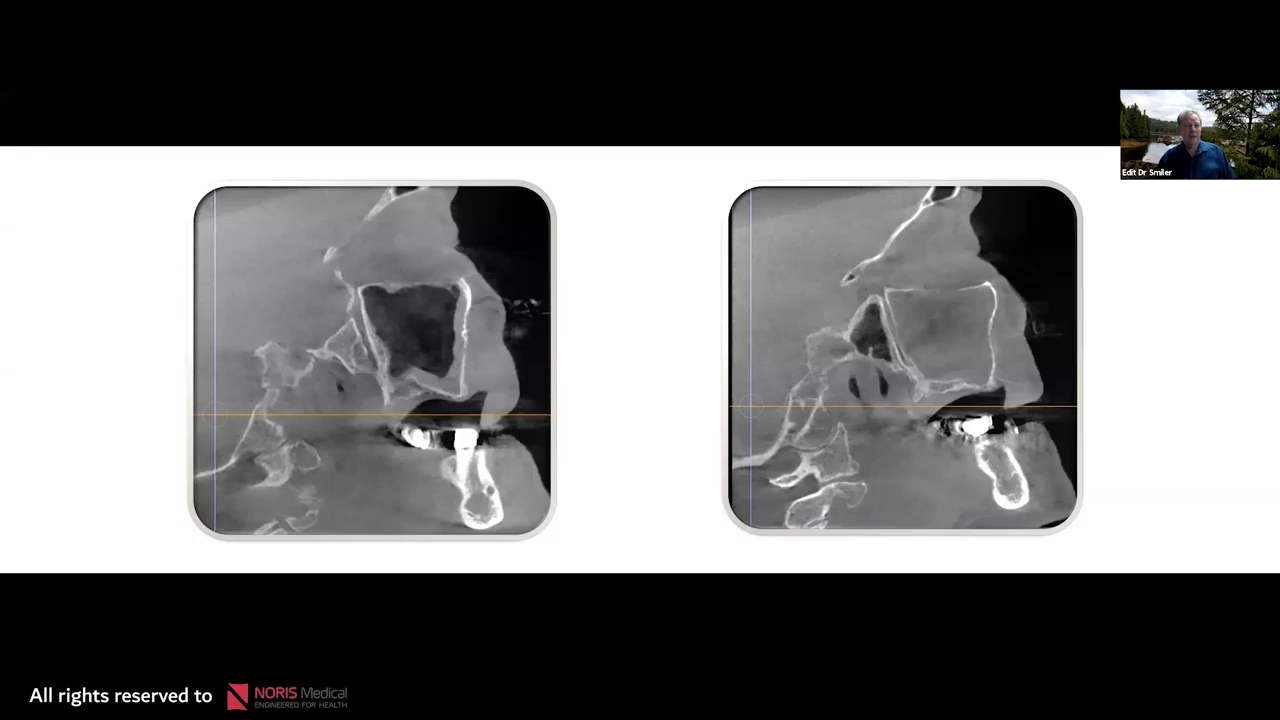 Edit Dr Smiler
All rights reserved to NORIS Medical
ENGINEERED FOR HEALTH